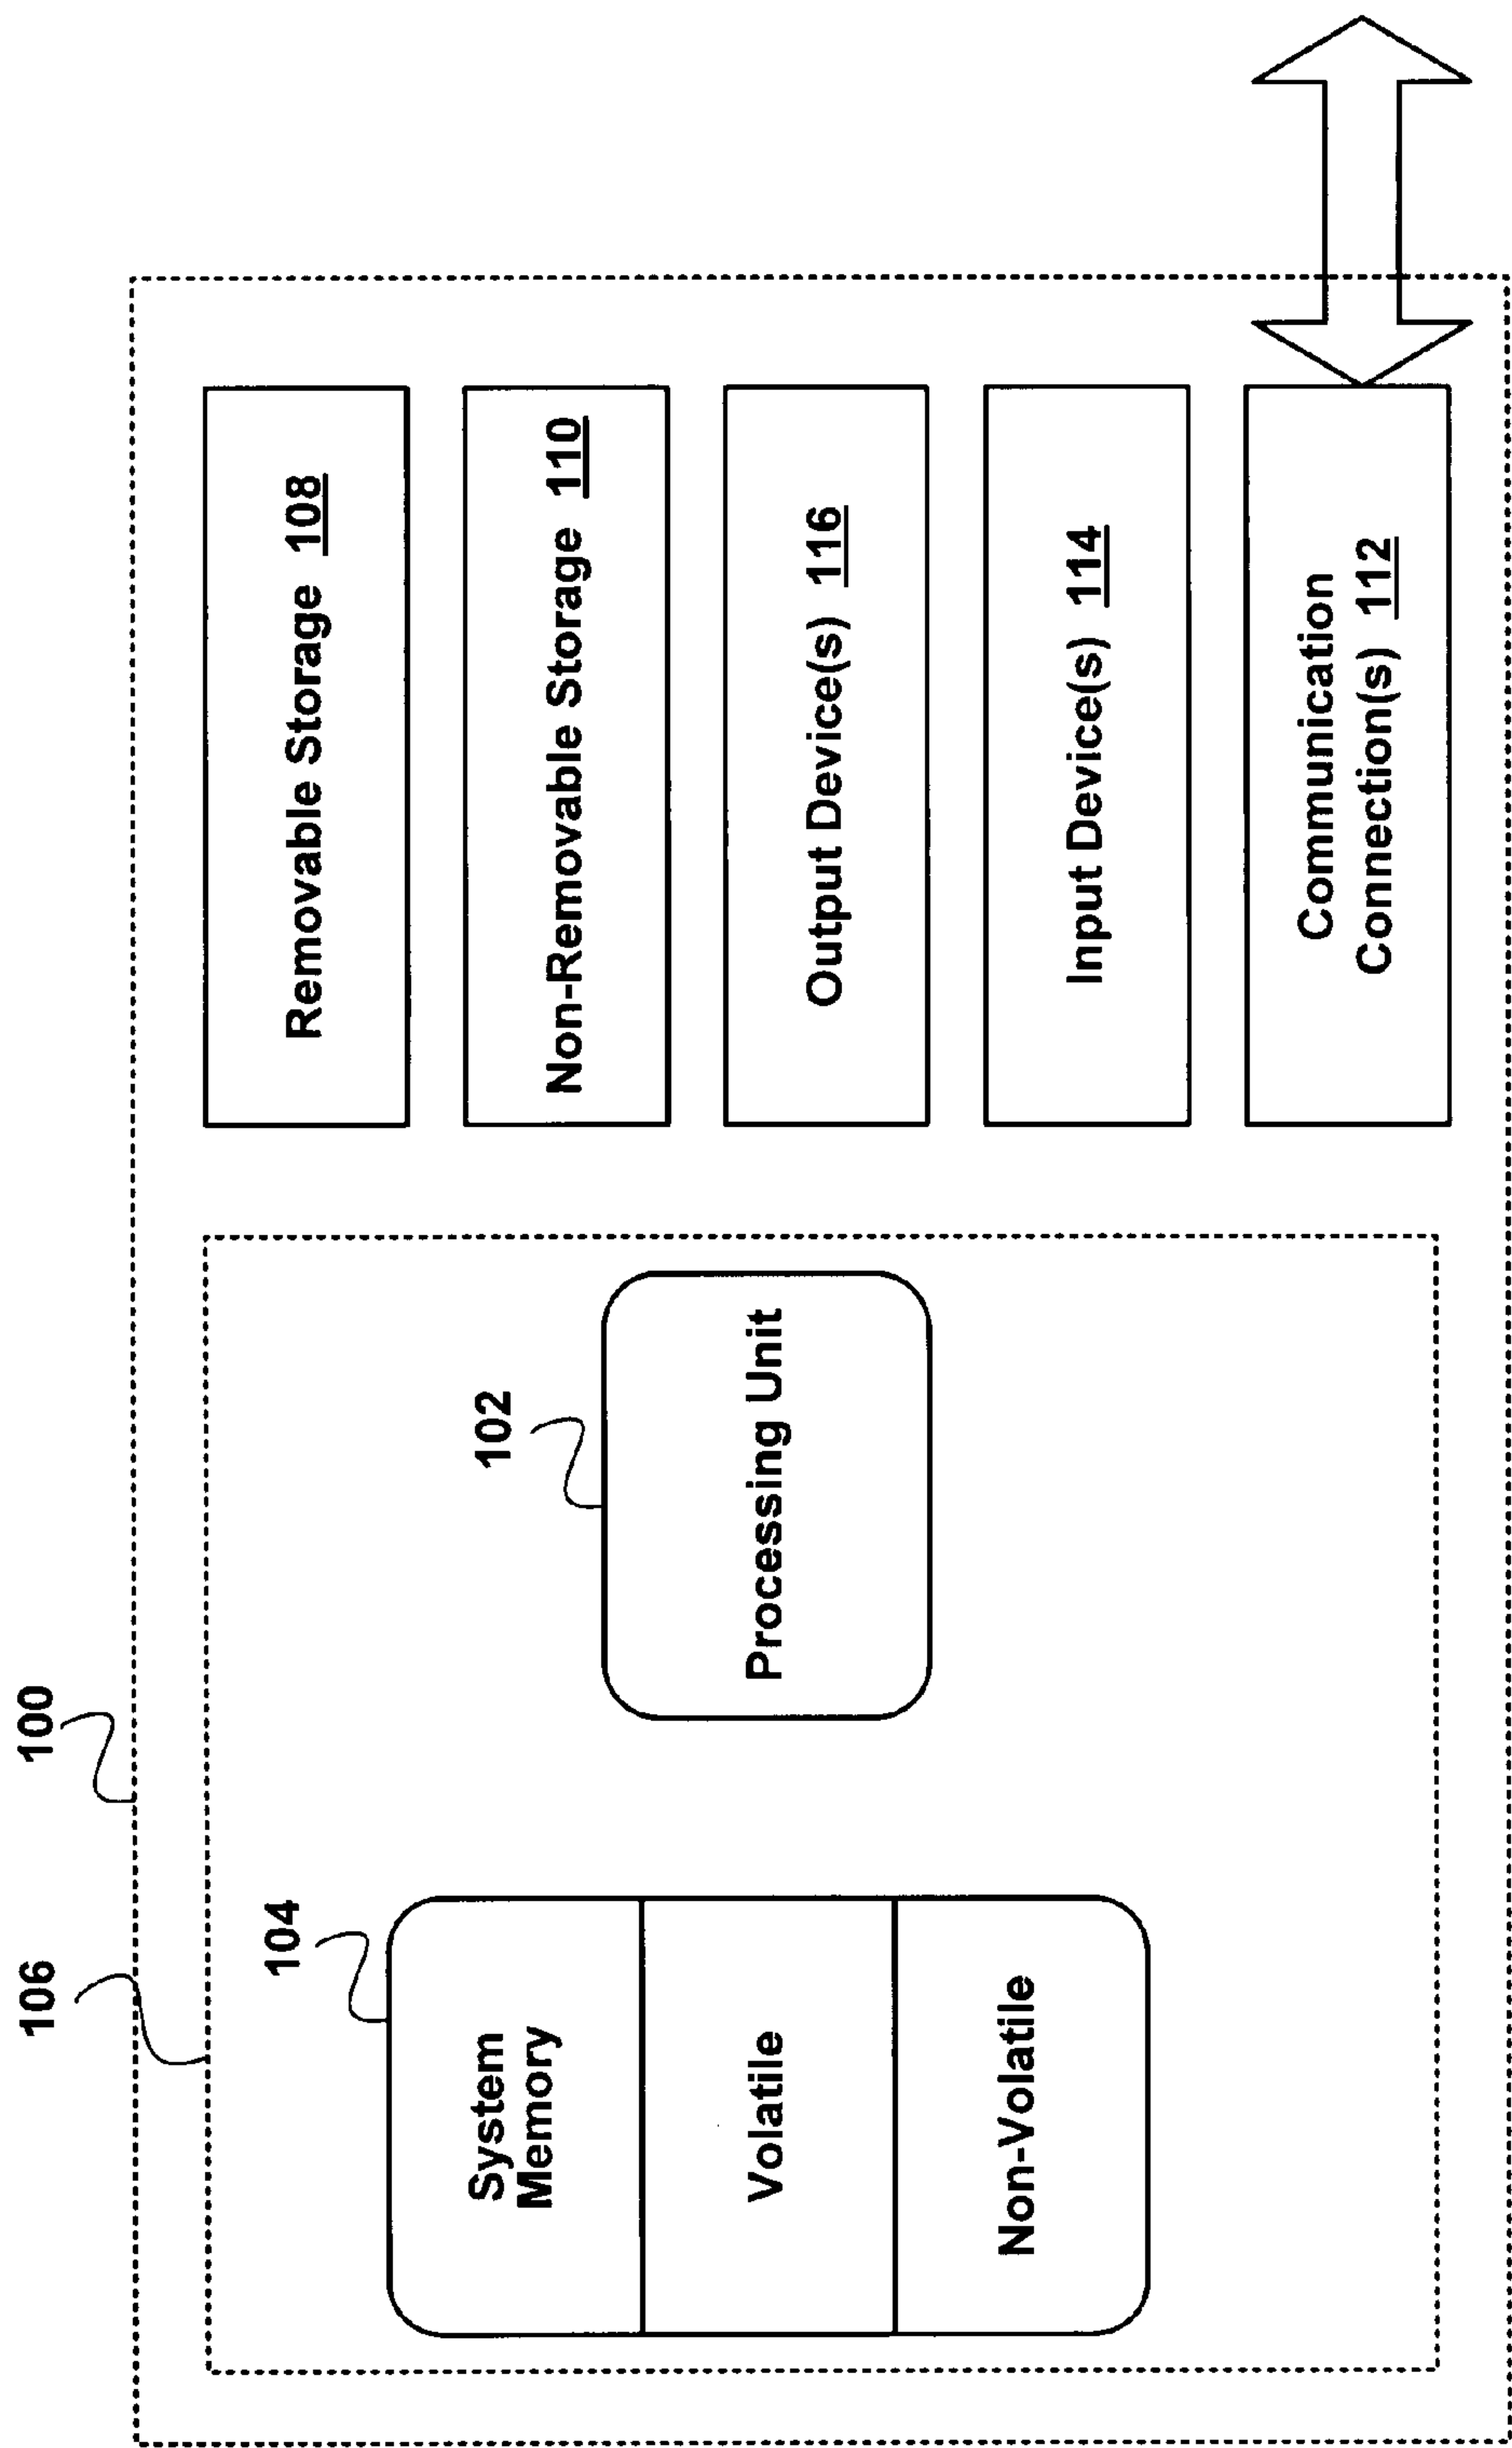 100
106
104
System
Memory
Volatile
Non-Volatile
102
Processing Unit
Removable Storage 108
Non-Removable Storage 110
Output Device(s) 116
Input Device(s) 114
Communication
Connection(s) 112